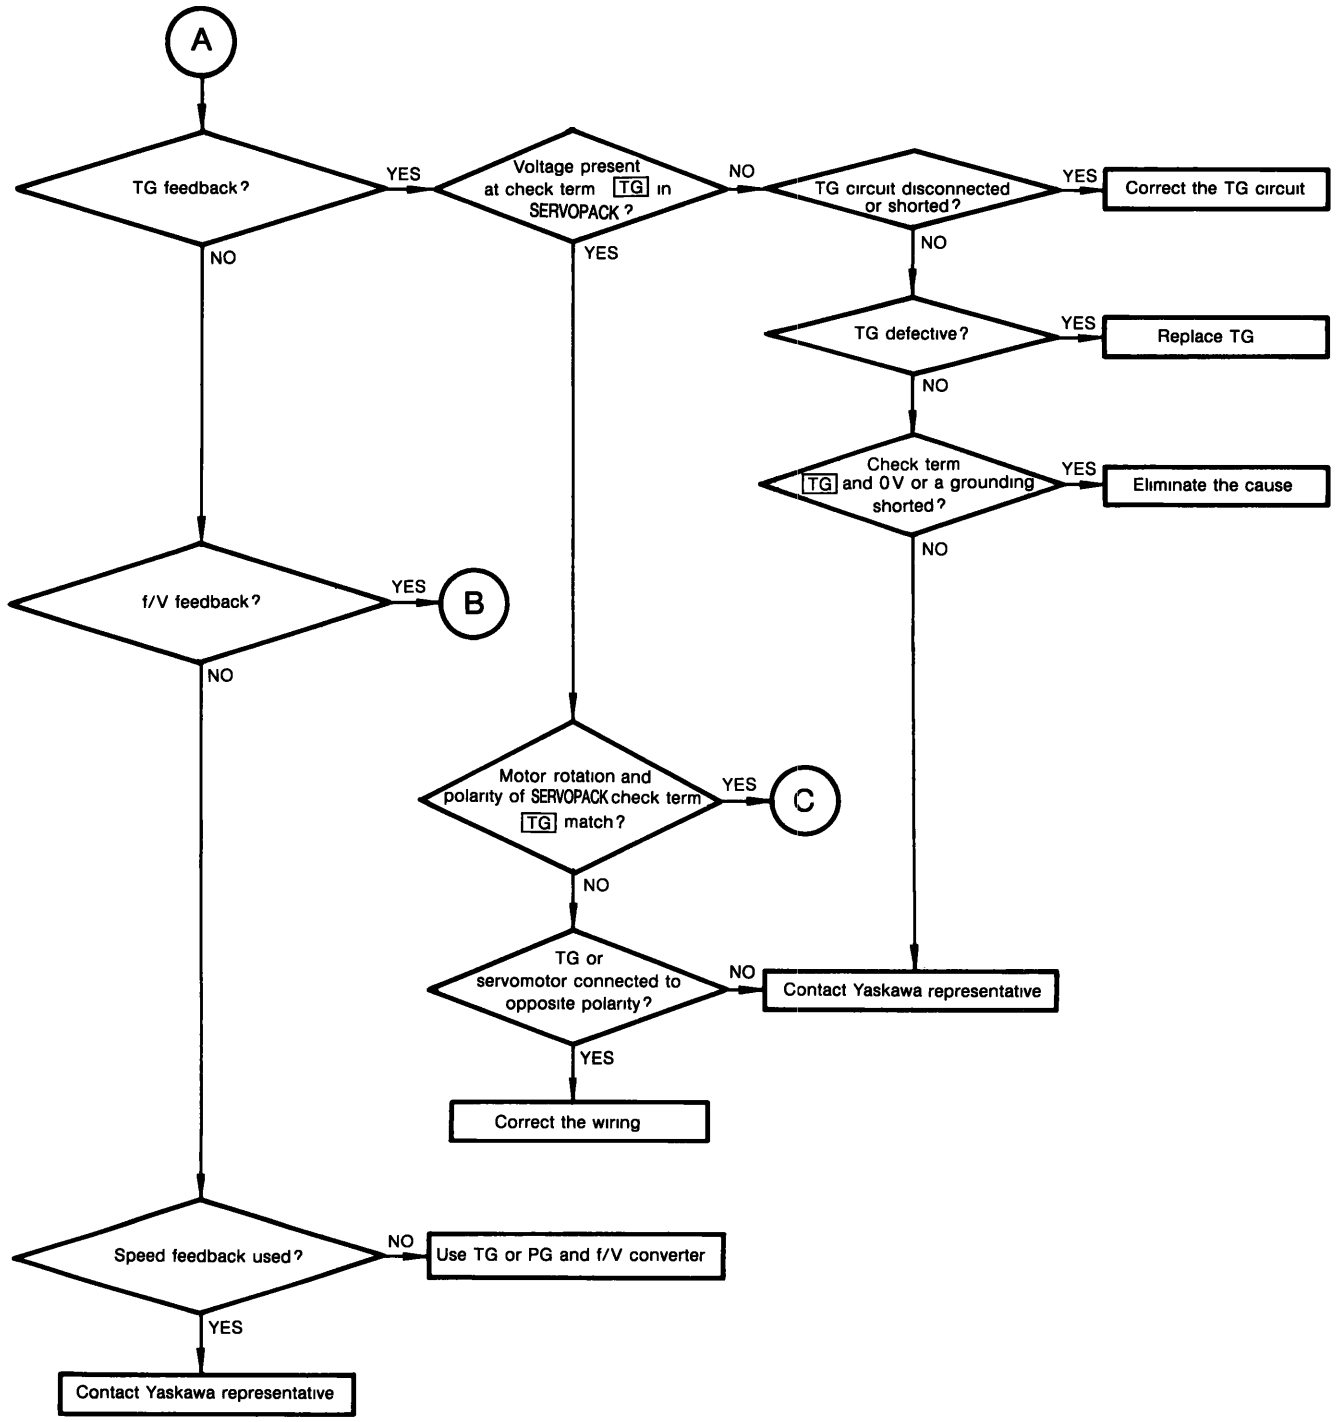 A
TG feedback?
YES
NO
Voltage present
at check term TG in
SERVOPACK?
NO
YES
TG circuit disconnected
or shorted?
YES
NO
Correct the TG circuit
TG defective?
YES
NO
Replace TG
Check term
TG and 0V or a grounding
shorted?
YES
NO
Eliminate the cause
f/V feedback?
YES
NO
B
Motor rotation and
polarity of SERVOPACK check term
TG match?
YES
NO
C
TG or
servomotor connected to
opposite polarity?
NO
YES
Contact Yaskawa representative
Correct the wiring
Speed feedback used?
NO
YES
Use TG or PG and f/V converter
Contact Yaskawa representative